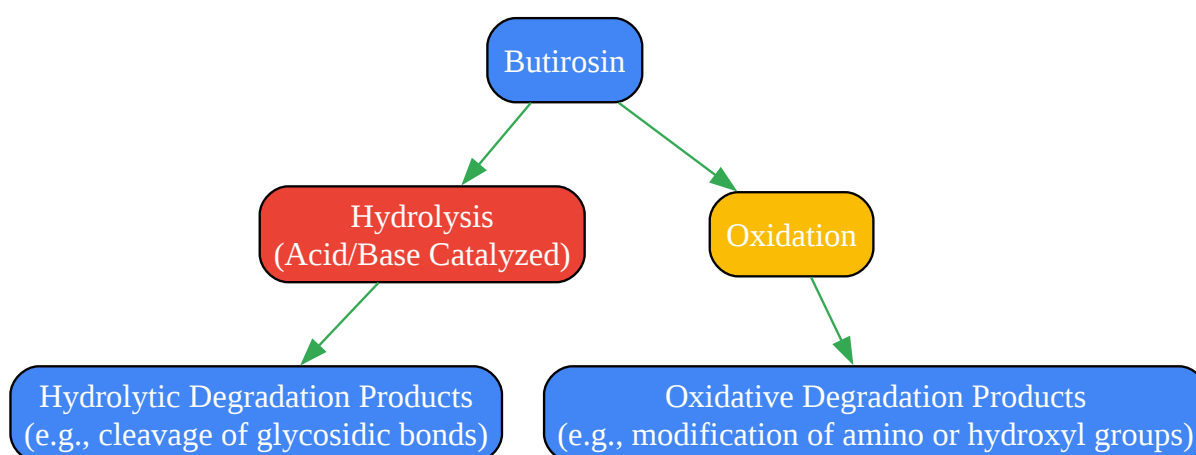 Butirosin
Hydrolysis
(Acid/Base Catalyzed)
Oxidation
Hydrolytic Degradation Products
(e.g., cleavage of glycosidic bonds)
Oxidative Degradation Products
(e.g., modification of amino or hydroxyl groups)